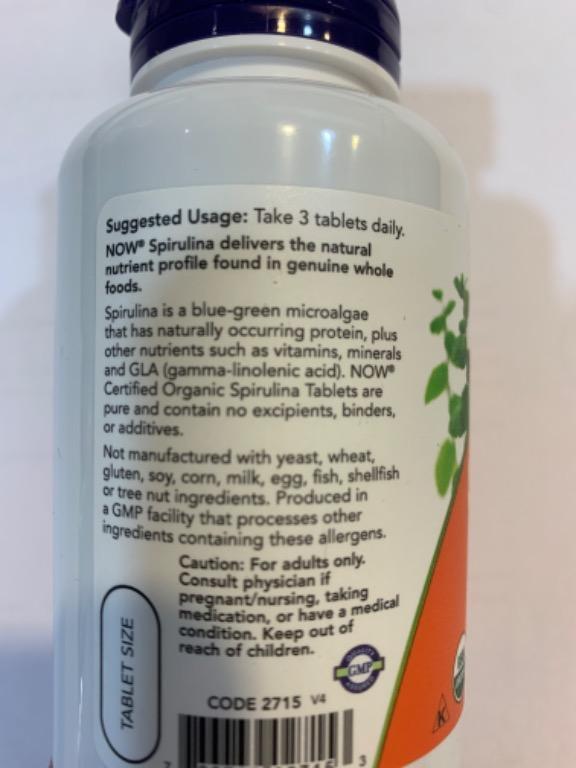 Suggested Usage: Take 3 tablets daily.
NOW® Spirulina delivers the natural
nutrient profile found in genuine whole
foods.
Spirulina is a blue-green microalgae
that has naturally occurring protein, plus
other nutrients such as vitamins, minerals
and GLA (gamma-linolenic acid). NOW®
Certified Organic Spirulina Tablets are
pure and contain no excipients, binders,
or additives.
Not manufactured with yeast, wheat,
gluten, soy, corn, milk, egg, fish, shellfish
or tree nut ingredients. Produced in
a GMP facility that processes other
ingredients containing these allergens.
Caution: For adults only.
Consult physician if
pregnant/nursing, taking
medication, or have a medical
condition. Keep out of
reach of children.
TABLET SIZE
GMP
K
CODE 2715 V4
7
3